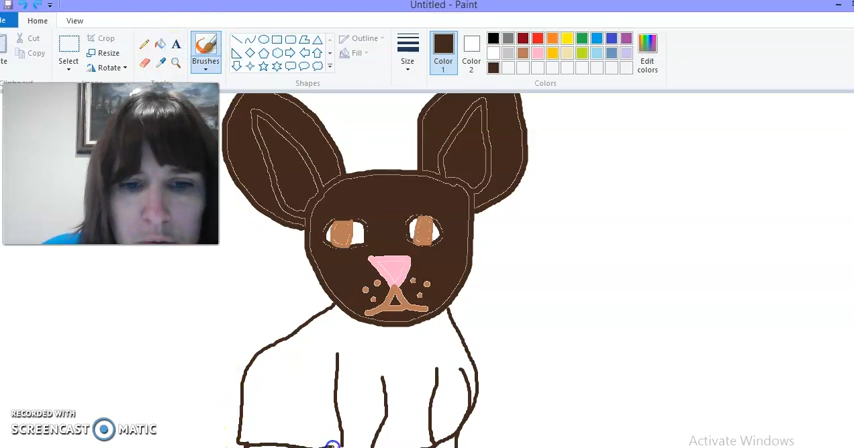 Untitled - Paint
Home View
Cut
Copy
Select
Crop
Resize
Rotate
Brushes
Outline
Fill
Shapes
Size
Color 1
Color 2
Edit colors
Colors
RECORDED WITH
SCREENCAST MATIC
Activate Windows